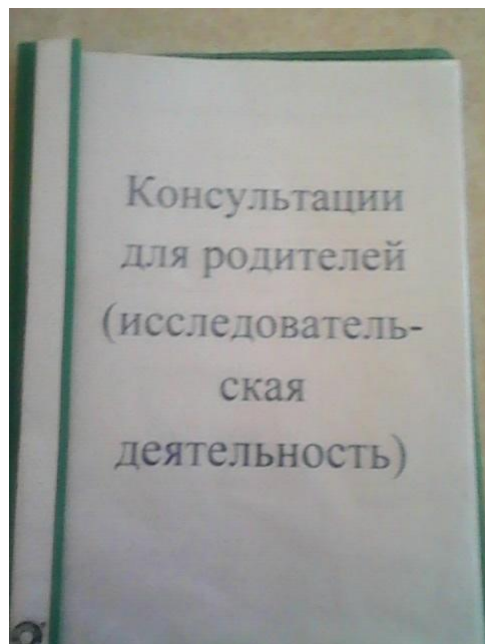 Консультации
для родителей
(исследователь-
ская
деятельность)